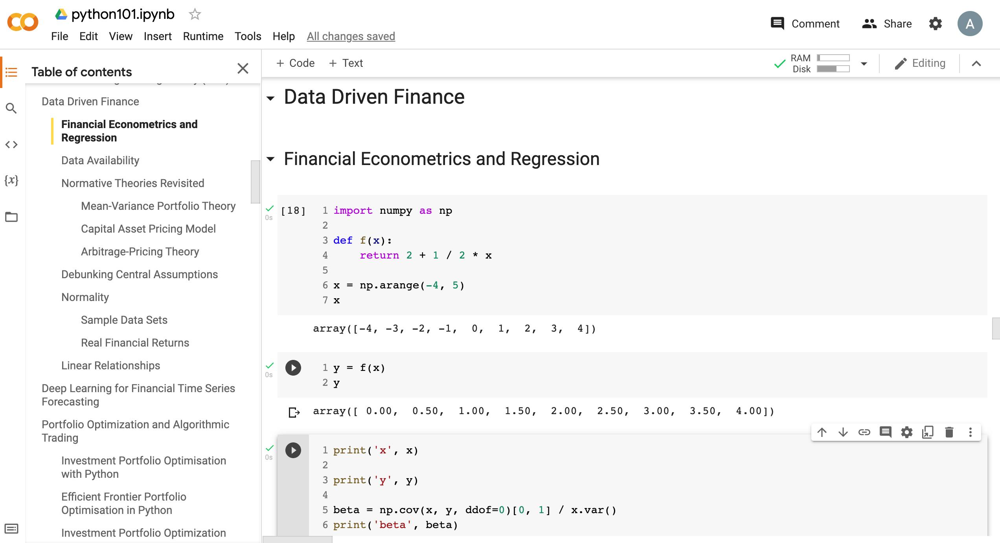 python101.ipynb
File Edit View Insert Runtime Tools Help All changes saved
Comment Share A
Table of contents
Data Driven Finance
Financial Econometrics and
Regression
Data Availability
Normative Theories Revisited
Mean-Variance Portfolio Theory
Capital Asset Pricing Model
Arbitrage-Pricing Theory
Debunking Central Assumptions
Normality
Sample Data Sets
Real Financial Returns
Linear Relationships
Deep Learning for Financial Time Series
Forecasting
Portfolio Optimization and Algorithmic
Trading
Investment Portfolio Optimisation
with Python
Efficient Frontier Portfolio
Optimisation in Python
Investment Portfolio Optimization
+ Code + Text
RAM
Disk
Editing
Data Driven Finance
Financial Econometrics and Regression
0s
[18]
1 import numpy as np
2
3 def f(x):
4     return 2 + 1 / 2 * x
5
6 x = np.arange(-4, 5)
7 x
array([-4, -3, -2, -1,  0,  1,  2,  3,  4])
0s
1 y = f(x)
2 y
array([ 0.00,  0.50,  1.00,  1.50,  2.00,  2.50,  3.00,  3.50,  4.00])
0s
1 print('x', x)
2
3 print('y', y)
4
5 beta = np.cov(x, y, ddof=0)[0, 1] / x.var()
6 print('beta', beta)